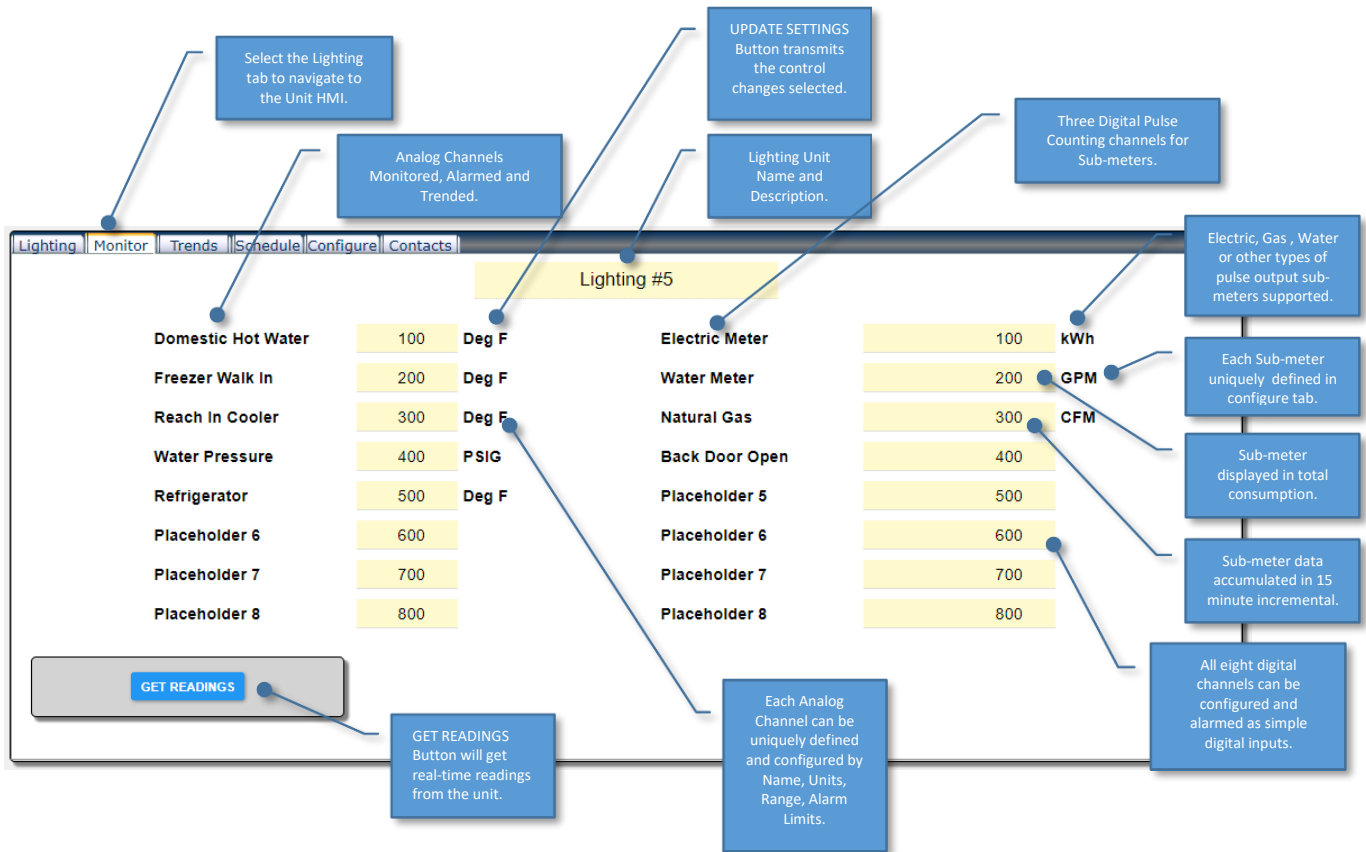 Select the Lighting
tab to navigate to
the Unit HMI.
UPDATE SETTINGS
Button transmits
the control
changes selected.
Analog Channels
Monitored, Alarmed and
Trended.
Lighting Unit
Name and
Description.
Three Digital Pulse
Counting channels for
Sub-meters.
Lighting Monitor Trends Schedule Configure Contacts
Lighting #5
Electric, Gas , Water
or other types of
pulse output sub-
meters supported.
Domestic Hot Water 100 Deg F Electric Meter 100 kWh
Freezer Walk In 200 Deg F Water Meter 200 GPM
Reach In Cooler 300 Deg F Natural Gas 300 CFM
Water Pressure 400 PSIG Back Door Open 400
Refrigerator 500 Deg F Placeholder 5 500
Placeholder 6 600 Placeholder 6 600
Placeholder 7 700 Placeholder 7 700
Placeholder 8 800 Placeholder 8 800
Each Sub-meter
uniquely defined in
configure tab.
Sub-meter
displayed in total
consumption.
Sub-meter data
accumulated in 15
minute incremental.
All eight digital
channels can be
configured and
alarmed as simple
digital inputs.
GET READINGS
GET READINGS
Button will get
real-time readings
from the unit.
Each Analog
Channel can be
uniquely defined
and configured by
Name, Units,
Range, Alarm
Limits.